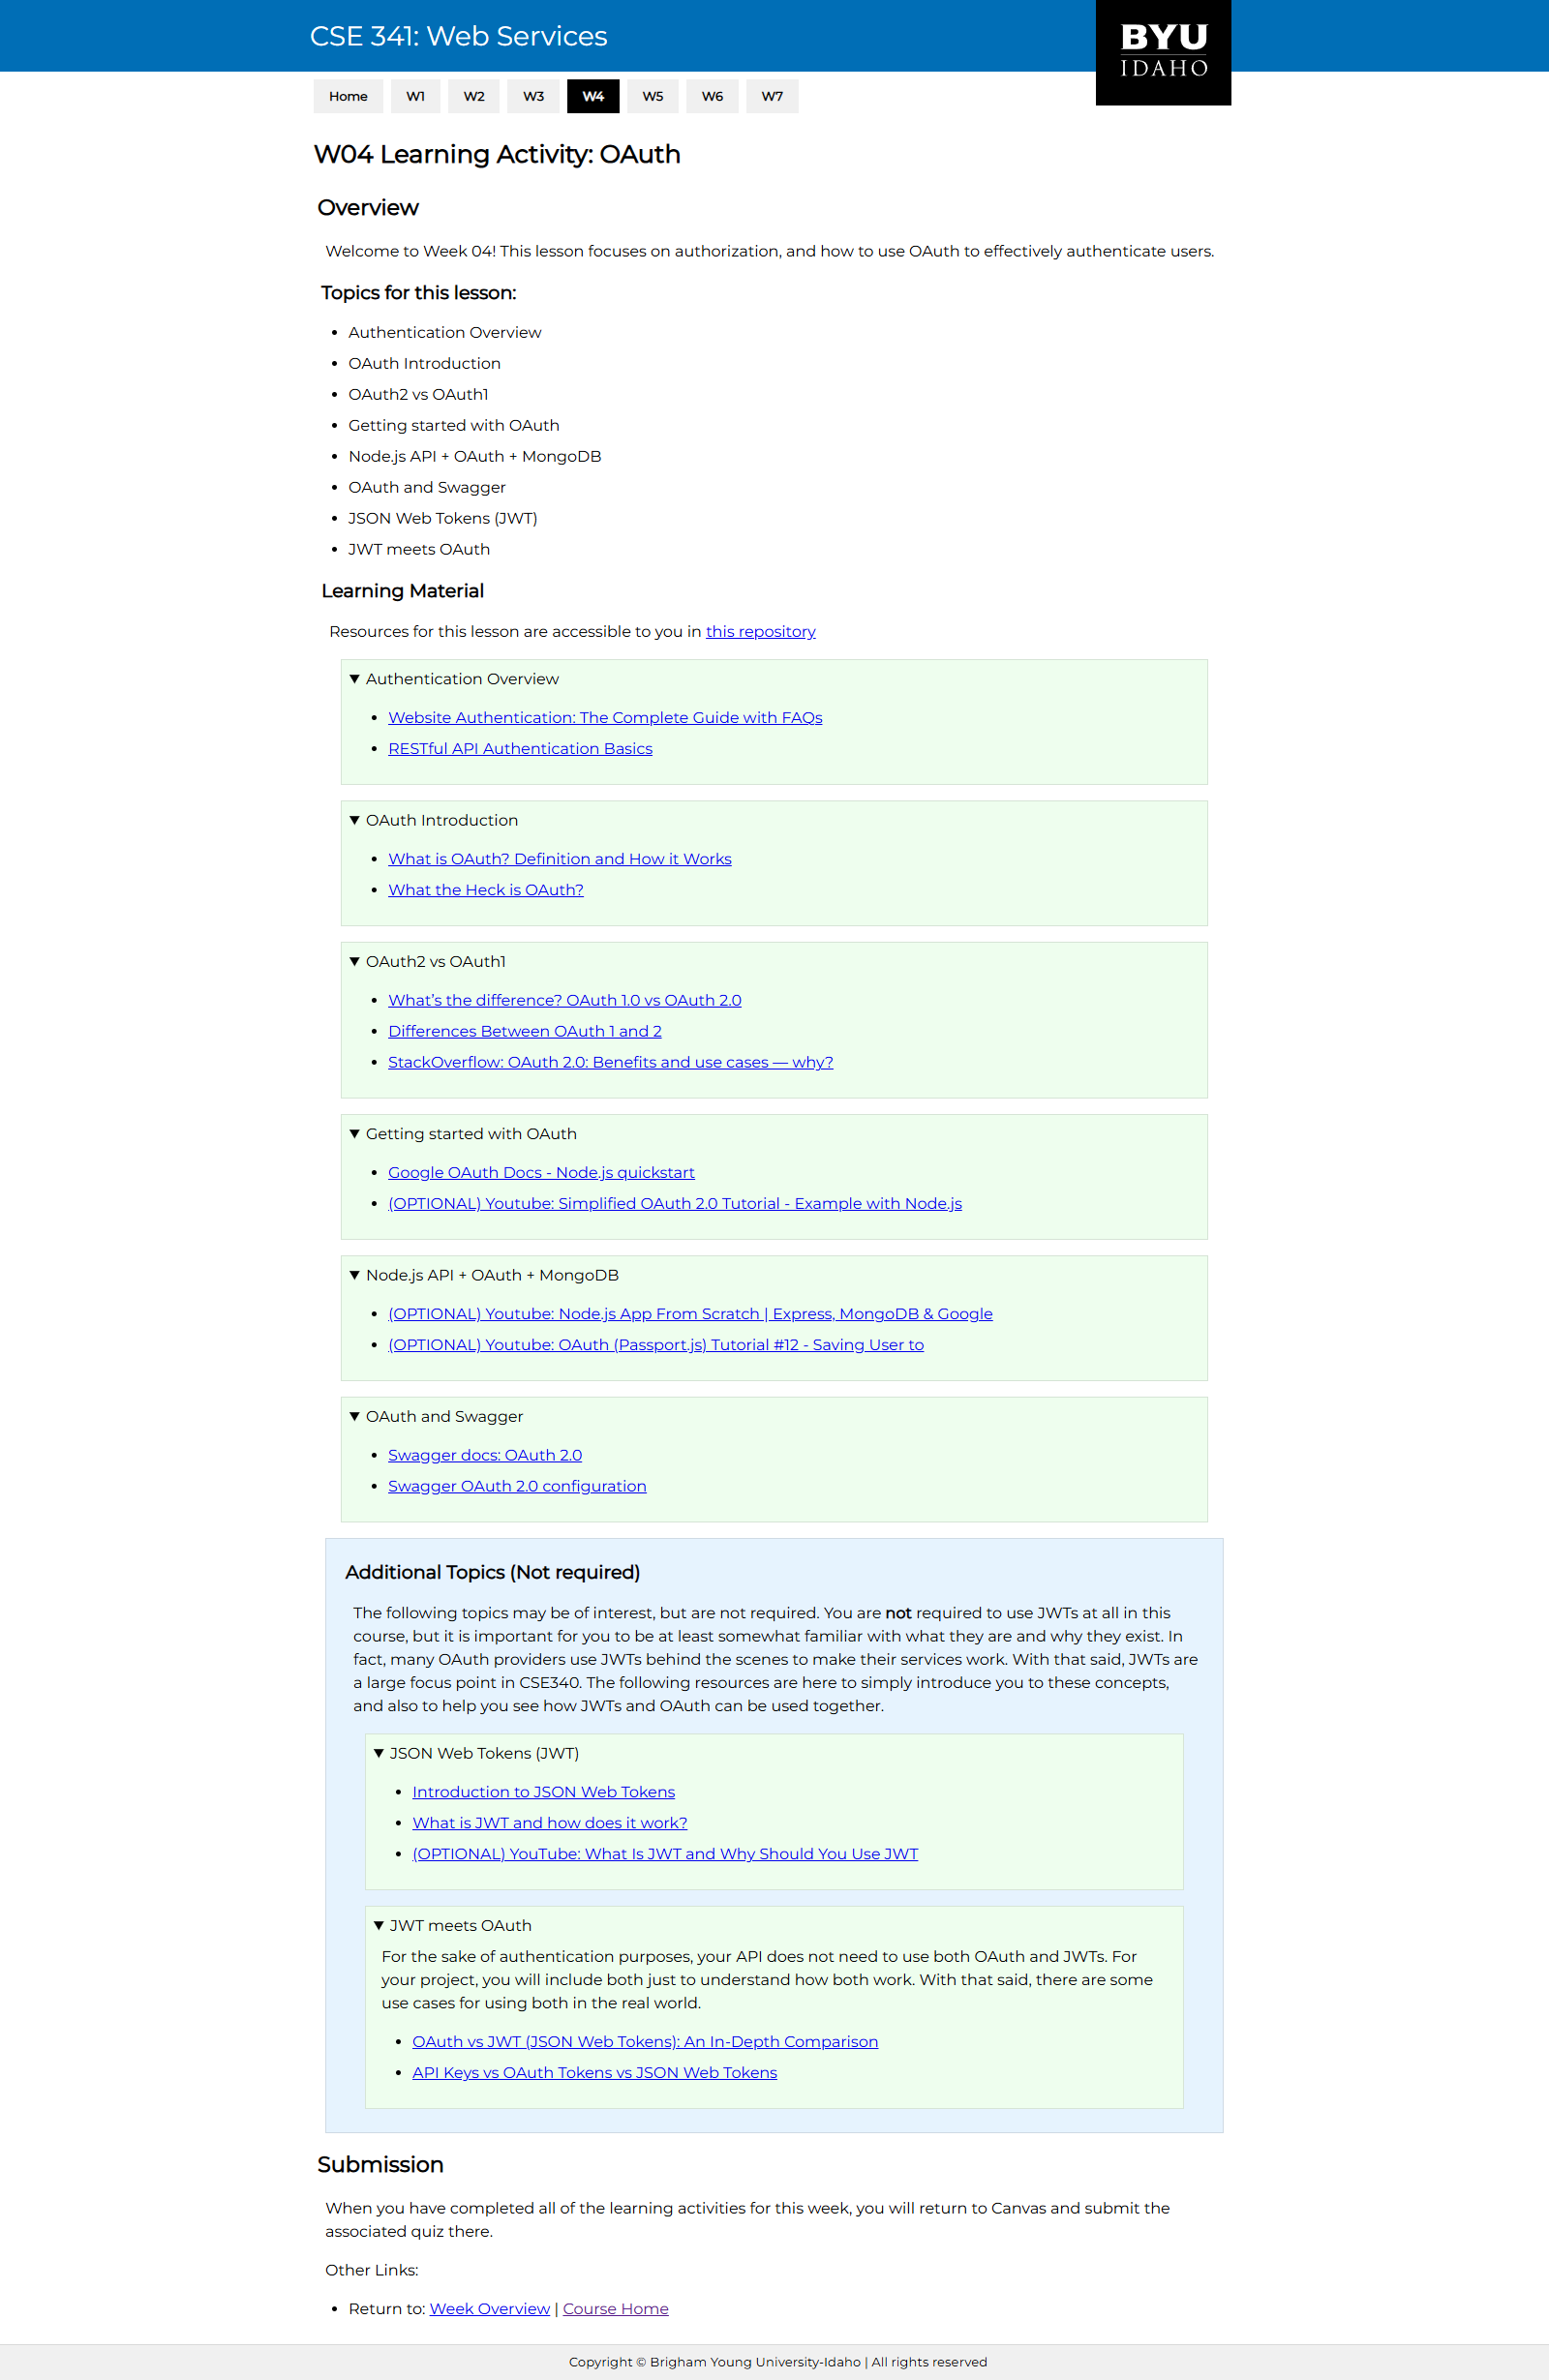 CSE 341: Web Services
BYU
IDAHO
Home W1 W2 W3 W4 W5 W6 W7
W04 Learning Activity: OAuth
Overview
Welcome to Week 04! This lesson focuses on authorization, and how to use OAuth to effectively authenticate users.
Topics for this lesson:
• Authentication Overview
• OAuth Introduction
• OAuth2 vs OAuth1
• Getting started with OAuth
• Node.js API + OAuth + MongoDB
• OAuth and Swagger
• JSON Web Tokens (JWT)
• JWT meets OAuth
Learning Material
Resources for this lesson are accessible to you in this repository
▼ Authentication Overview
• Website Authentication: The Complete Guide with FAQs
• RESTful API Authentication Basics
▼ OAuth Introduction
• What is OAuth? Definition and How it Works
• What the Heck is OAuth?
▼ OAuth2 vs OAuth1
• What's the difference? OAuth 1.0 vs OAuth 2.0
• Differences Between OAuth 1 and 2
• StackOverflow: OAuth 2.0: Benefits and use cases — why?
▼ Getting started with OAuth
• Google OAuth Docs - Node.js quickstart
• (OPTIONAL) Youtube: Simplified OAuth 2.0 Tutorial - Example with Node.js
▼ Node.js API + OAuth + MongoDB
• (OPTIONAL) Youtube: Node.js App From Scratch | Express, MongoDB & Google
• (OPTIONAL) Youtube: OAuth (Passport.js) Tutorial #12 - Saving User to
▼ OAuth and Swagger
• Swagger docs: OAuth 2.0
• Swagger OAuth 2.0 configuration
Additional Topics (Not required)
The following topics may be of interest, but are not required. You are not required to use JWTs at all in this
course, but it is important for you to be at least somewhat familiar with what they are and why they exist. In
fact, many OAuth providers use JWTs behind the scenes to make their services work. With that said, JWTs are
a large focus point in CSE340. The following resources are here to simply introduce you to these concepts,
and also to help you see how JWTs and OAuth can be used together.
▼ JSON Web Tokens (JWT)
• Introduction to JSON Web Tokens
• What is JWT and how does it work?
• (OPTIONAL) YouTube: What Is JWT and Why Should You Use JWT
▼ JWT meets OAuth
For the sake of authentication purposes, your API does not need to use both OAuth and JWTs. For
your project, you will include both just to understand how both work. With that said, there are some
use cases for using both in the real world.
• OAuth vs JWT (JSON Web Tokens): An In-Depth Comparison
• API Keys vs OAuth Tokens vs JSON Web Tokens
Submission
When you have completed all of the learning activities for this week, you will return to Canvas and submit the
associated quiz there.
Other Links:
• Return to: Week Overview | Course Home
Copyright © Brigham Young University-Idaho | All rights reserved